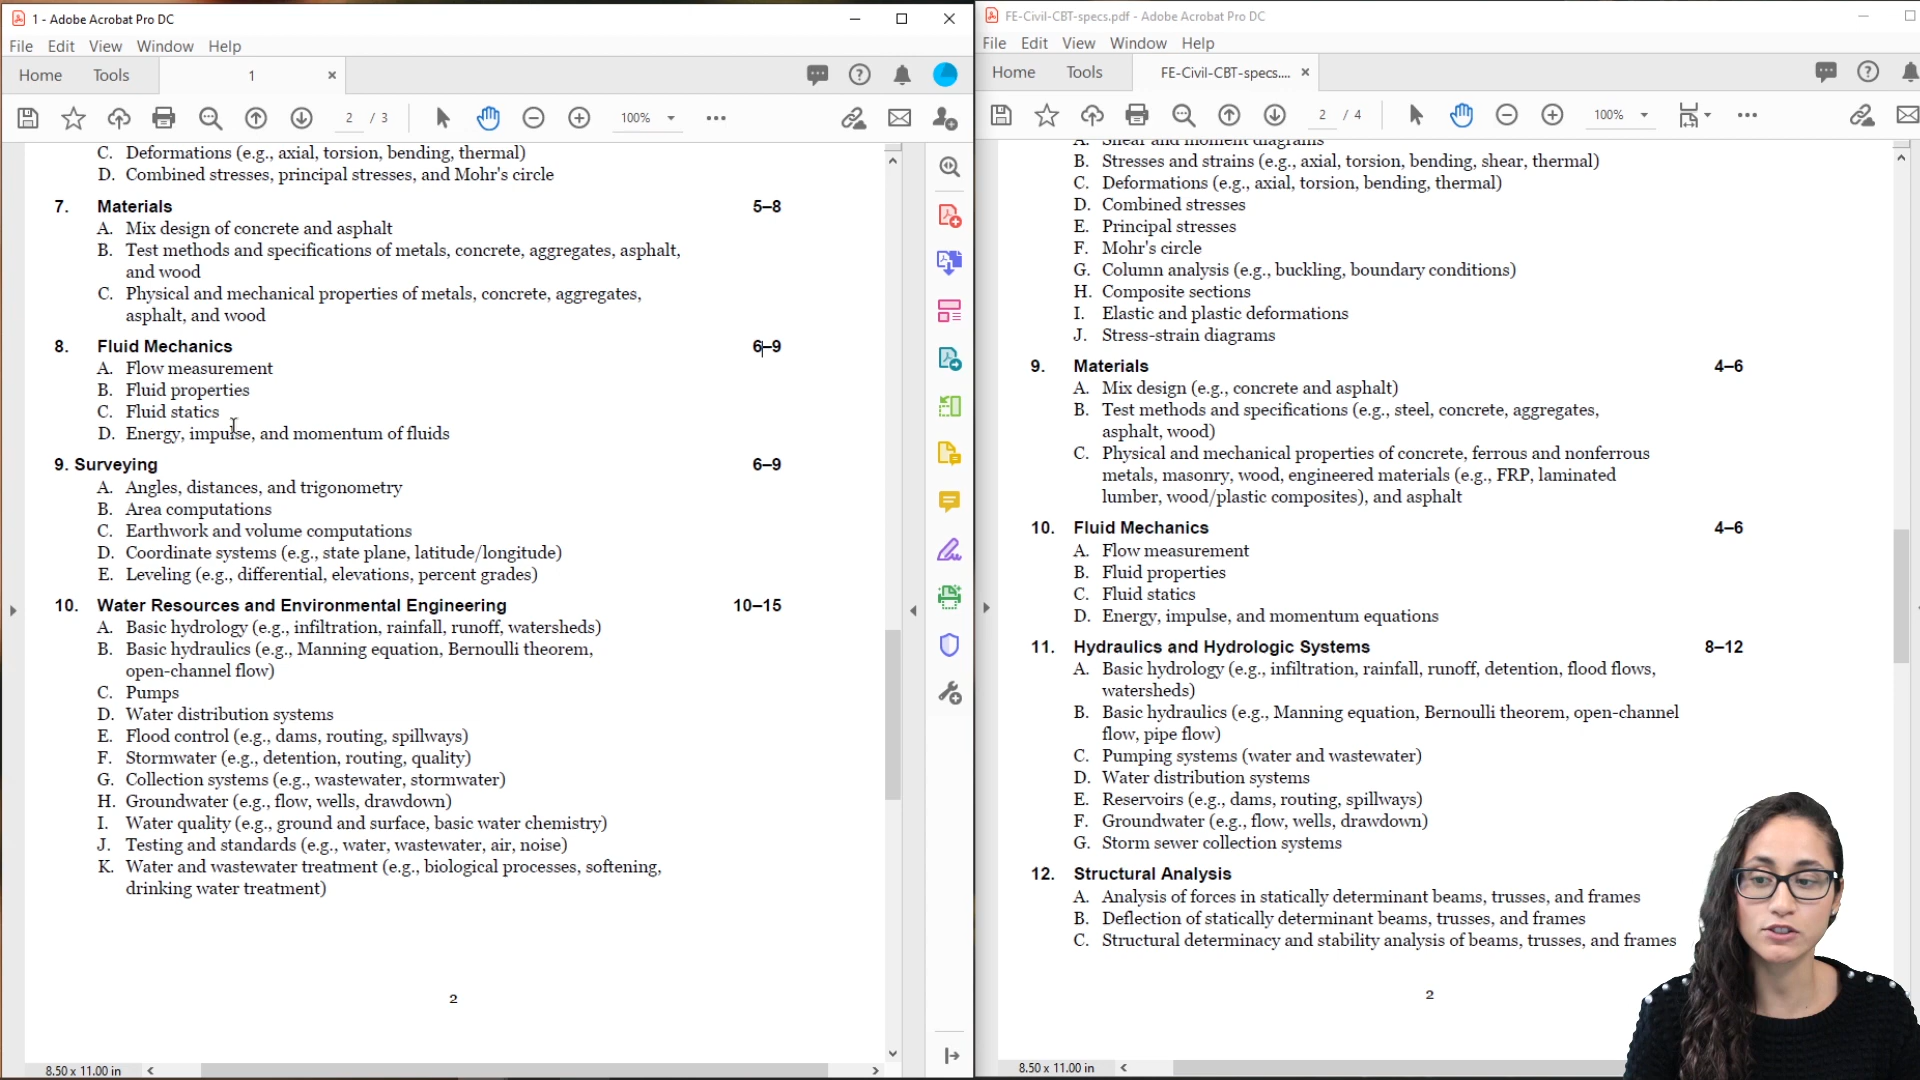 1 - Adobe Acrobat Pro DC
File Edit View Window Help
Home Tools 1
2 / 3 100%
C. Deformations (e.g., axial, torsion, bending, thermal)
D. Combined stresses, principal stresses, and Mohr's circle
7. Materials 5–8
A. Mix design of concrete and asphalt
B. Test methods and specifications of metals, concrete, aggregates, asphalt,
and wood
C. Physical and mechanical properties of metals, concrete, aggregates,
asphalt, and wood
8. Fluid Mechanics 6–9
A. Flow measurement
B. Fluid properties
C. Fluid statics
D. Energy, impulse, and momentum of fluids
9. Surveying 6–9
A. Angles, distances, and trigonometry
B. Area computations
C. Earthwork and volume computations
D. Coordinate systems (e.g., state plane, latitude/longitude)
E. Leveling (e.g., differential, elevations, percent grades)
10. Water Resources and Environmental Engineering 10–15
A. Basic hydrology (e.g., infiltration, rainfall, runoff, watersheds)
B. Basic hydraulics (e.g., Manning equation, Bernoulli theorem,
open-channel flow)
C. Pumps
D. Water distribution systems
E. Flood control (e.g., dams, routing, spillways)
F. Stormwater (e.g., detention, routing, quality)
G. Collection systems (e.g., wastewater, stormwater)
H. Groundwater (e.g., flow, wells, drawdown)
I. Water quality (e.g., ground and surface, basic water chemistry)
J. Testing and standards (e.g., water, wastewater, air, noise)
K. Water and wastewater treatment (e.g., biological processes, softening,
drinking water treatment)
2
8.50 x 11.00 in
FE-Civil-CBT-specs.pdf - Adobe Acrobat Pro DC
File Edit View Window Help
Home Tools FE-Civil-CBT-specs....
2 / 4 100%
A. Shear and moment diagrams
B. Stresses and strains (e.g., axial, torsion, bending, shear, thermal)
C. Deformations (e.g., axial, torsion, bending, thermal)
D. Combined stresses
E. Principal stresses
F. Mohr's circle
G. Column analysis (e.g., buckling, boundary conditions)
H. Composite sections
I. Elastic and plastic deformations
J. Stress-strain diagrams
9. Materials 4–6
A. Mix design (e.g., concrete and asphalt)
B. Test methods and specifications (e.g., steel, concrete, aggregates,
asphalt, wood)
C. Physical and mechanical properties of concrete, ferrous and nonferrous
metals, masonry, wood, engineered materials (e.g., FRP, laminated
lumber, wood/plastic composites), and asphalt
10. Fluid Mechanics 4–6
A. Flow measurement
B. Fluid properties
C. Fluid statics
D. Energy, impulse, and momentum equations
11. Hydraulics and Hydrologic Systems 8–12
A. Basic hydrology (e.g., infiltration, rainfall, runoff, detention, flood flows,
watersheds)
B. Basic hydraulics (e.g., Manning equation, Bernoulli theorem, open-channel
flow, pipe flow)
C. Pumping systems (water and wastewater)
D. Water distribution systems
E. Reservoirs (e.g., dams, routing, spillways)
F. Groundwater (e.g., flow, wells, drawdown)
G. Storm sewer collection systems
12. Structural Analysis
A. Analysis of forces in statically determinant beams, trusses, and frames
B. Deflection of statically determinant beams, trusses, and frames
C. Structural determinacy and stability analysis of beams, trusses, and frames
2
8.50 x 11.00 in